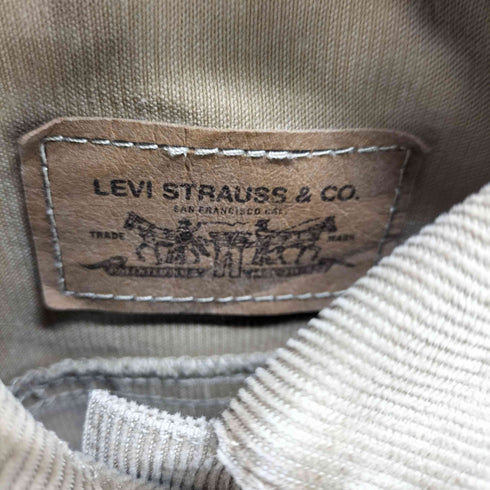 LEVI STRAUSS & CO.
SAN FRANCISCO CAL.
TRADE MARK